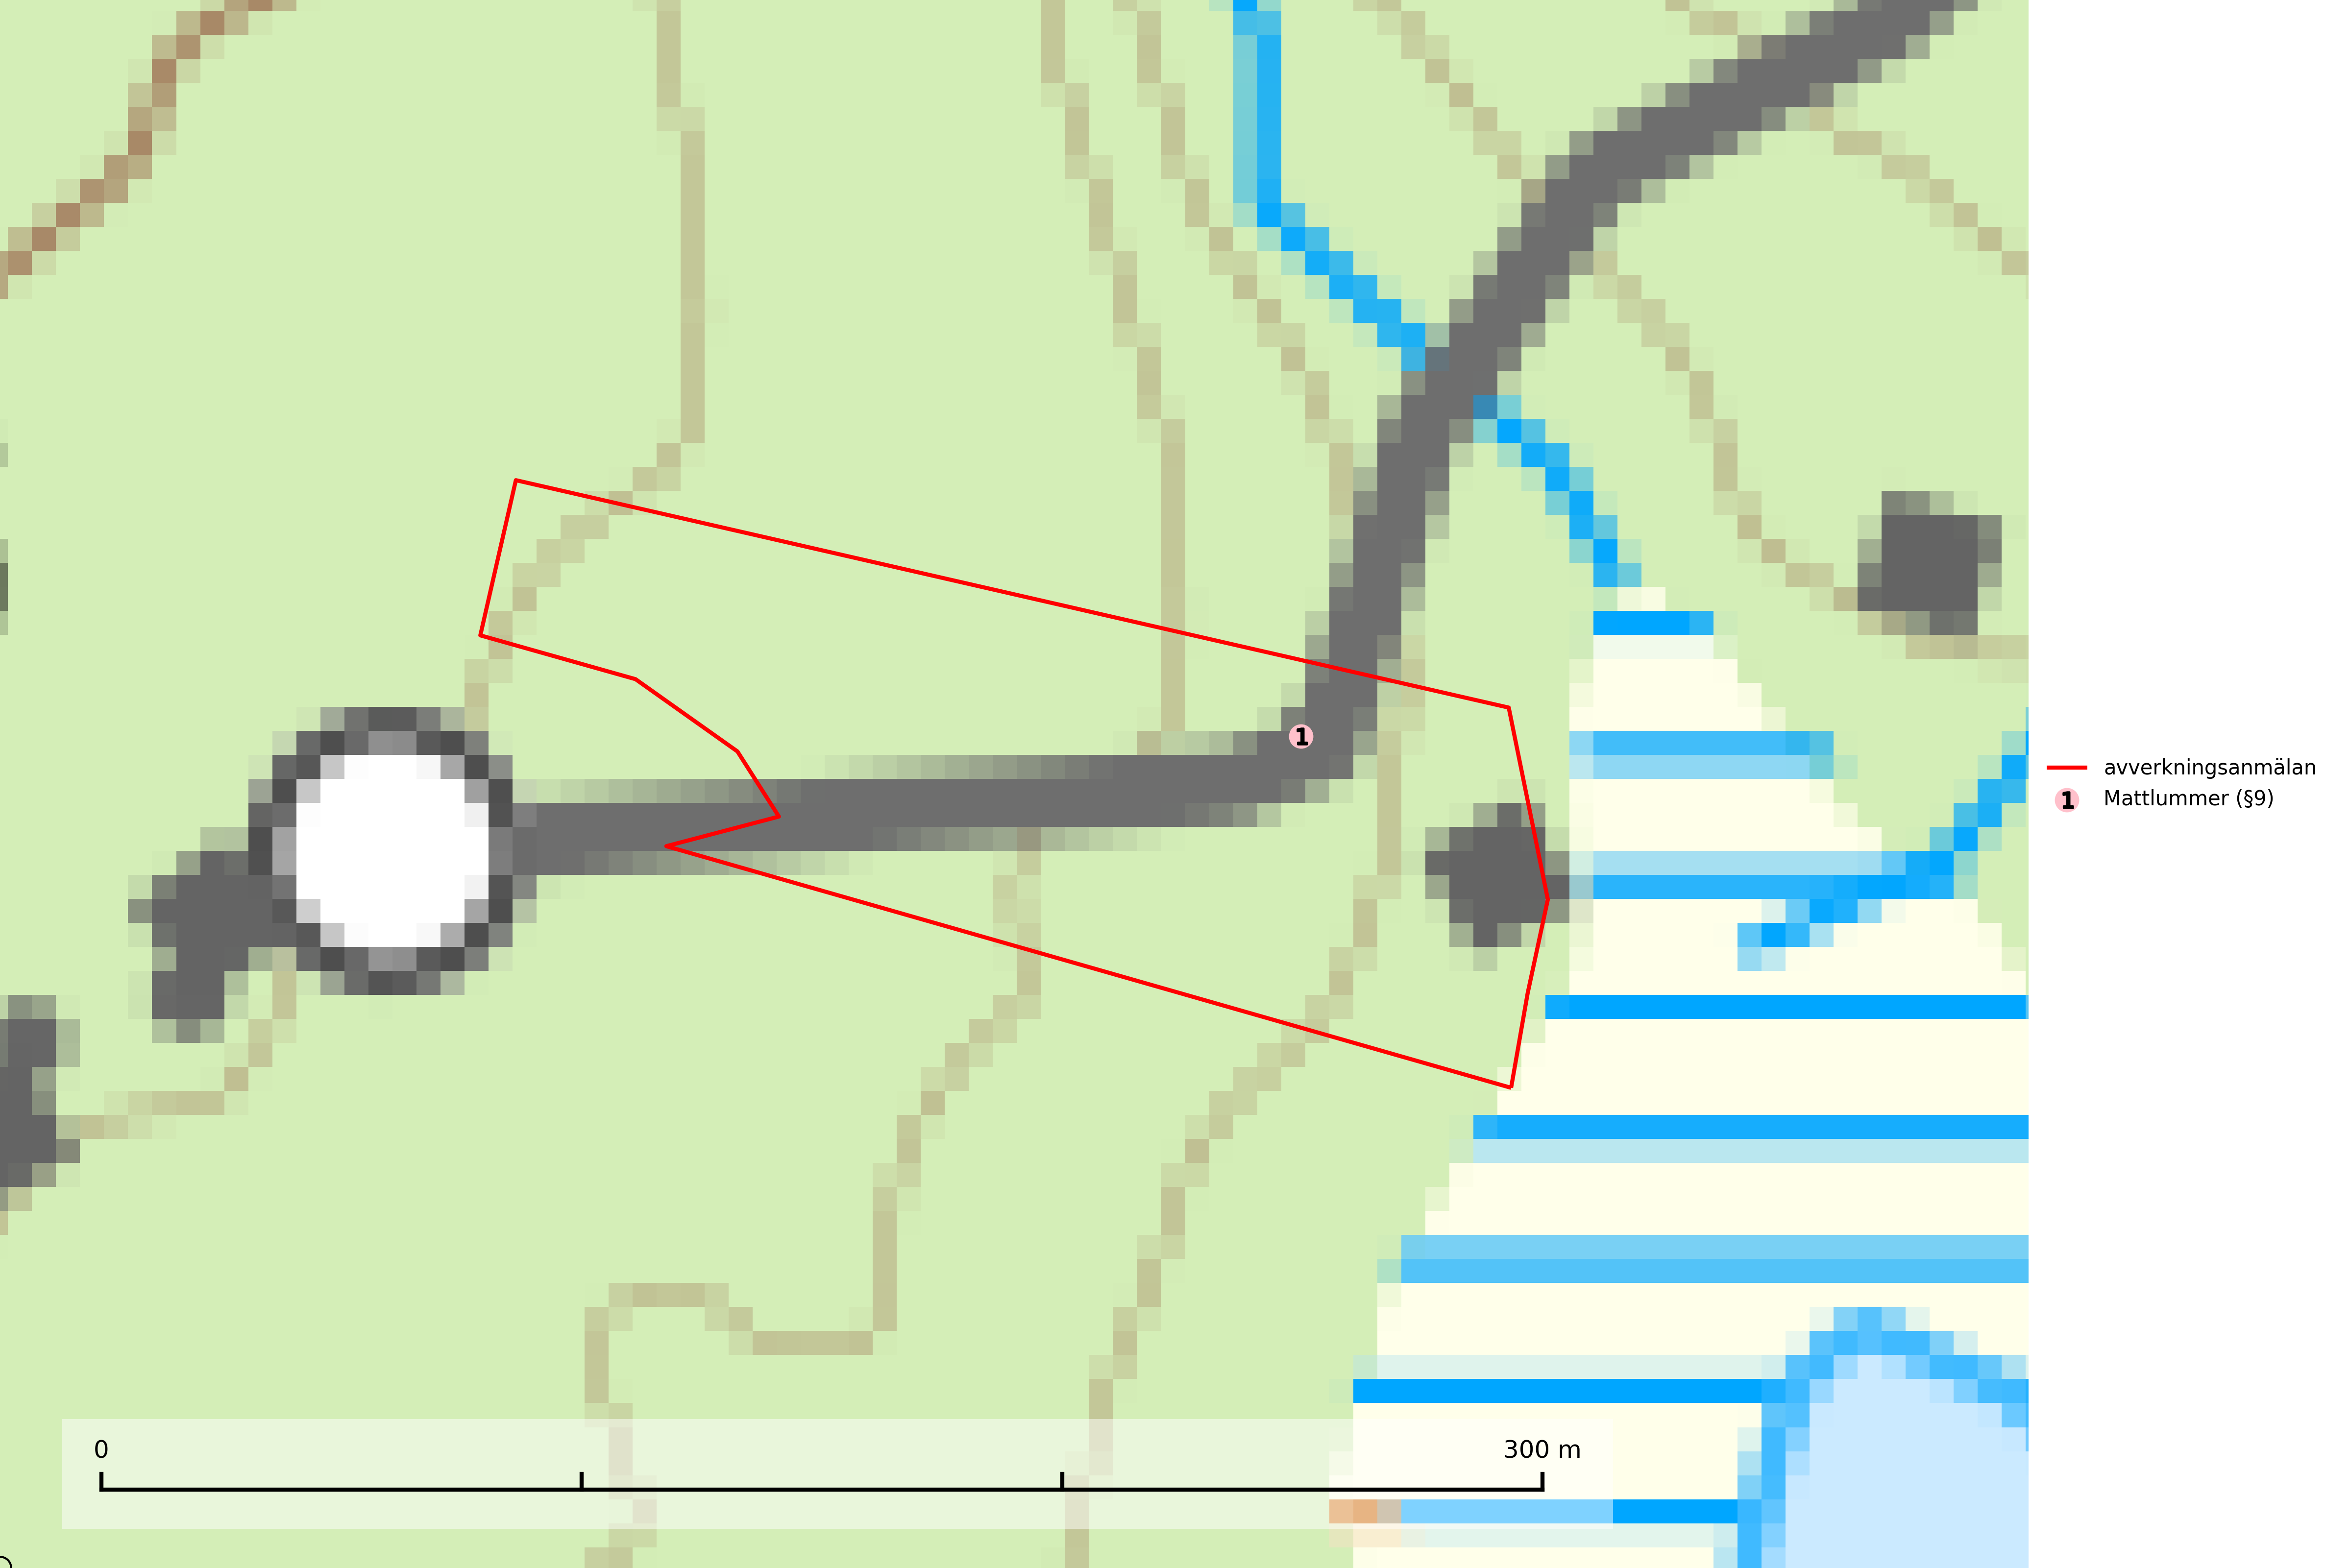 1
avverkningsanmälan
1 Mattlummer (§9)
0 300 m